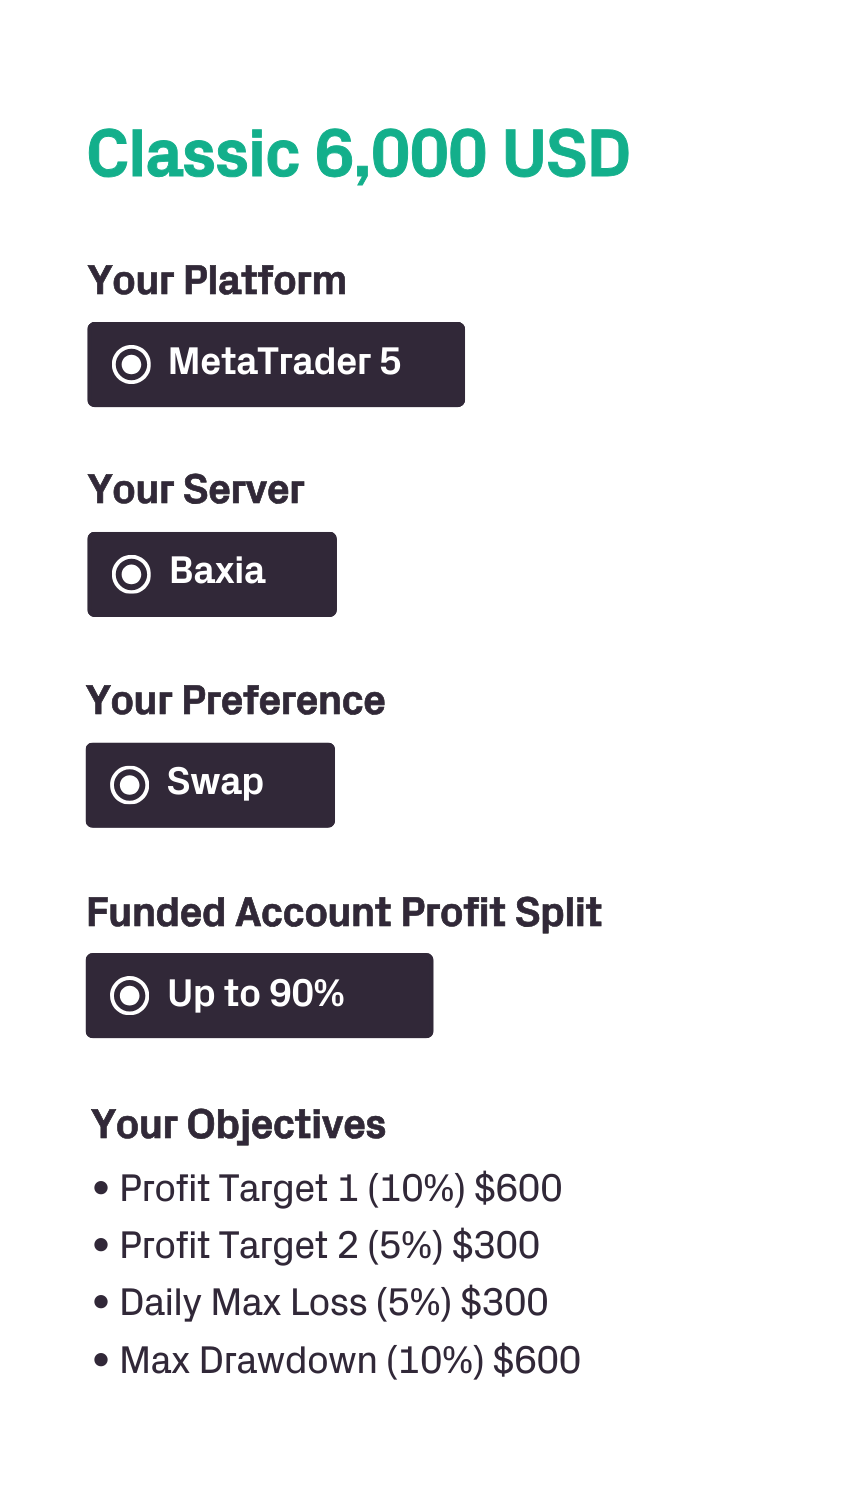 Classic 6,000 USD
Your Platform
MetaTrader 5
Your Server
Baxia
Your Preference
Swap
Funded Account Profit Split
Up to 90%
Your Objectives
• Profit Target 1 (10%) $600
• Profit Target 2 (5%) $300
• Daily Max Loss (5%) $300
• Max Drawdown (10%) $600